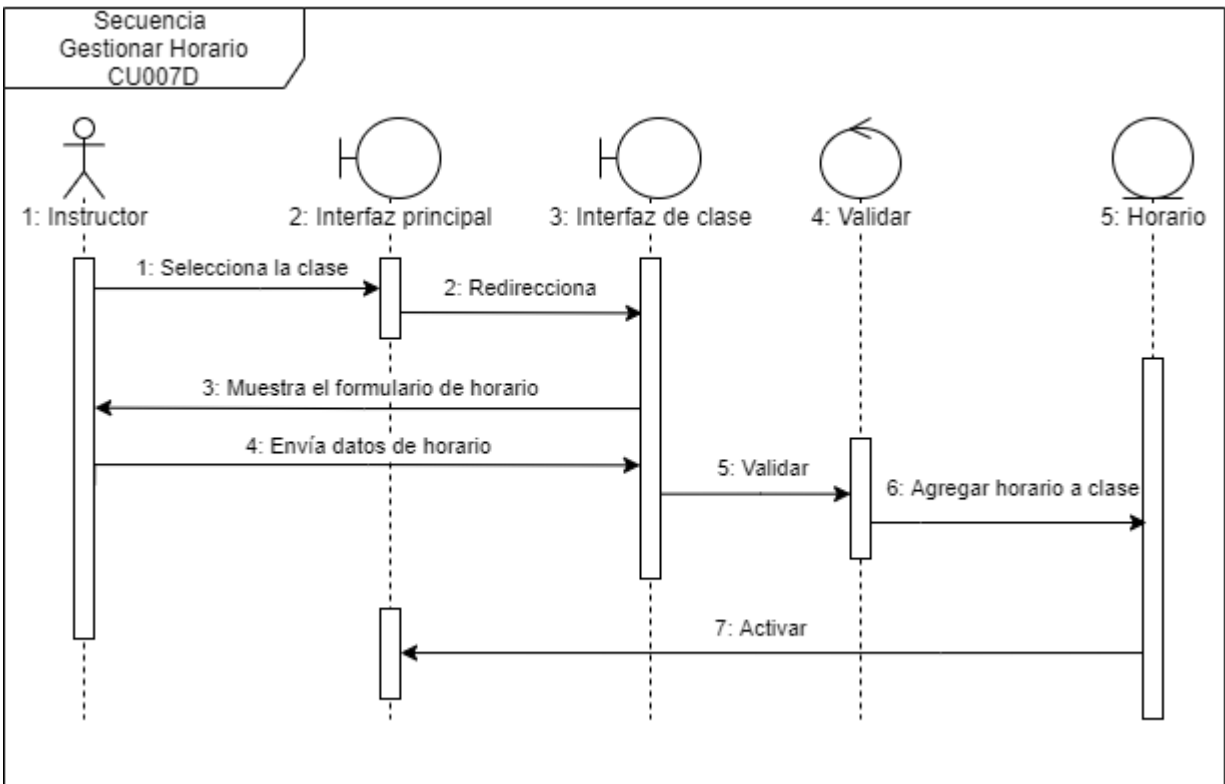 Secuencia
Gestionar Horario
CU007D
1: Instructor
2: Interfaz principal
3: Interfaz de clase
4: Validar
5: Horario
1: Selecciona la clase
2: Redirecciona
3: Muestra el formulario de horario
4: Envía datos de horario
5: Validar
6: Agregar horario a clase
7: Activar